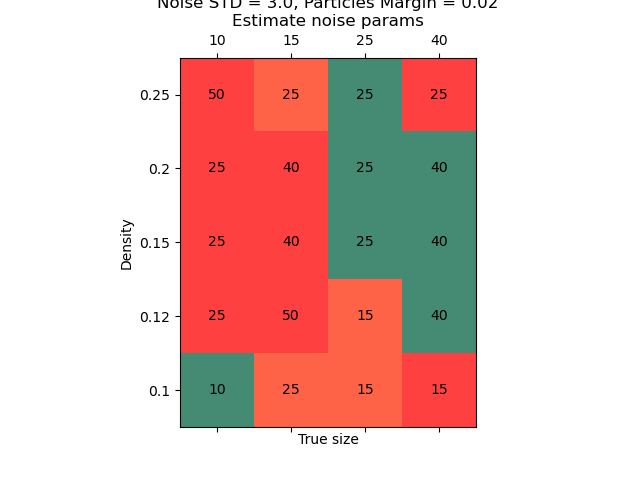 Noise STD = 3.0, Particles Margin = 0.02
Estimate noise params
10 15 25 40
0.25 50 25 25 25
0.2 25 40 25 40
0.15 25 40 25 40
0.12 25 50 15 40
0.1 10 25 15 15
Density
True size